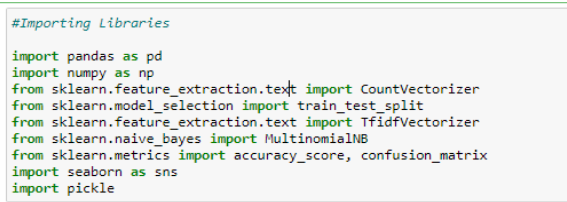 #Importing Libraries
import pandas as pd
import numpy as np
from sklearn.feature_extraction.text import CountVectorizer
from sklearn.model_selection import train_test_split
from sklearn.feature_extraction.text import TfidfVectorizer
from sklearn.naive_bayes import MultinomialNB
from sklearn.metrics import accuracy_score, confusion_matrix
import seaborn as sns
import pickle